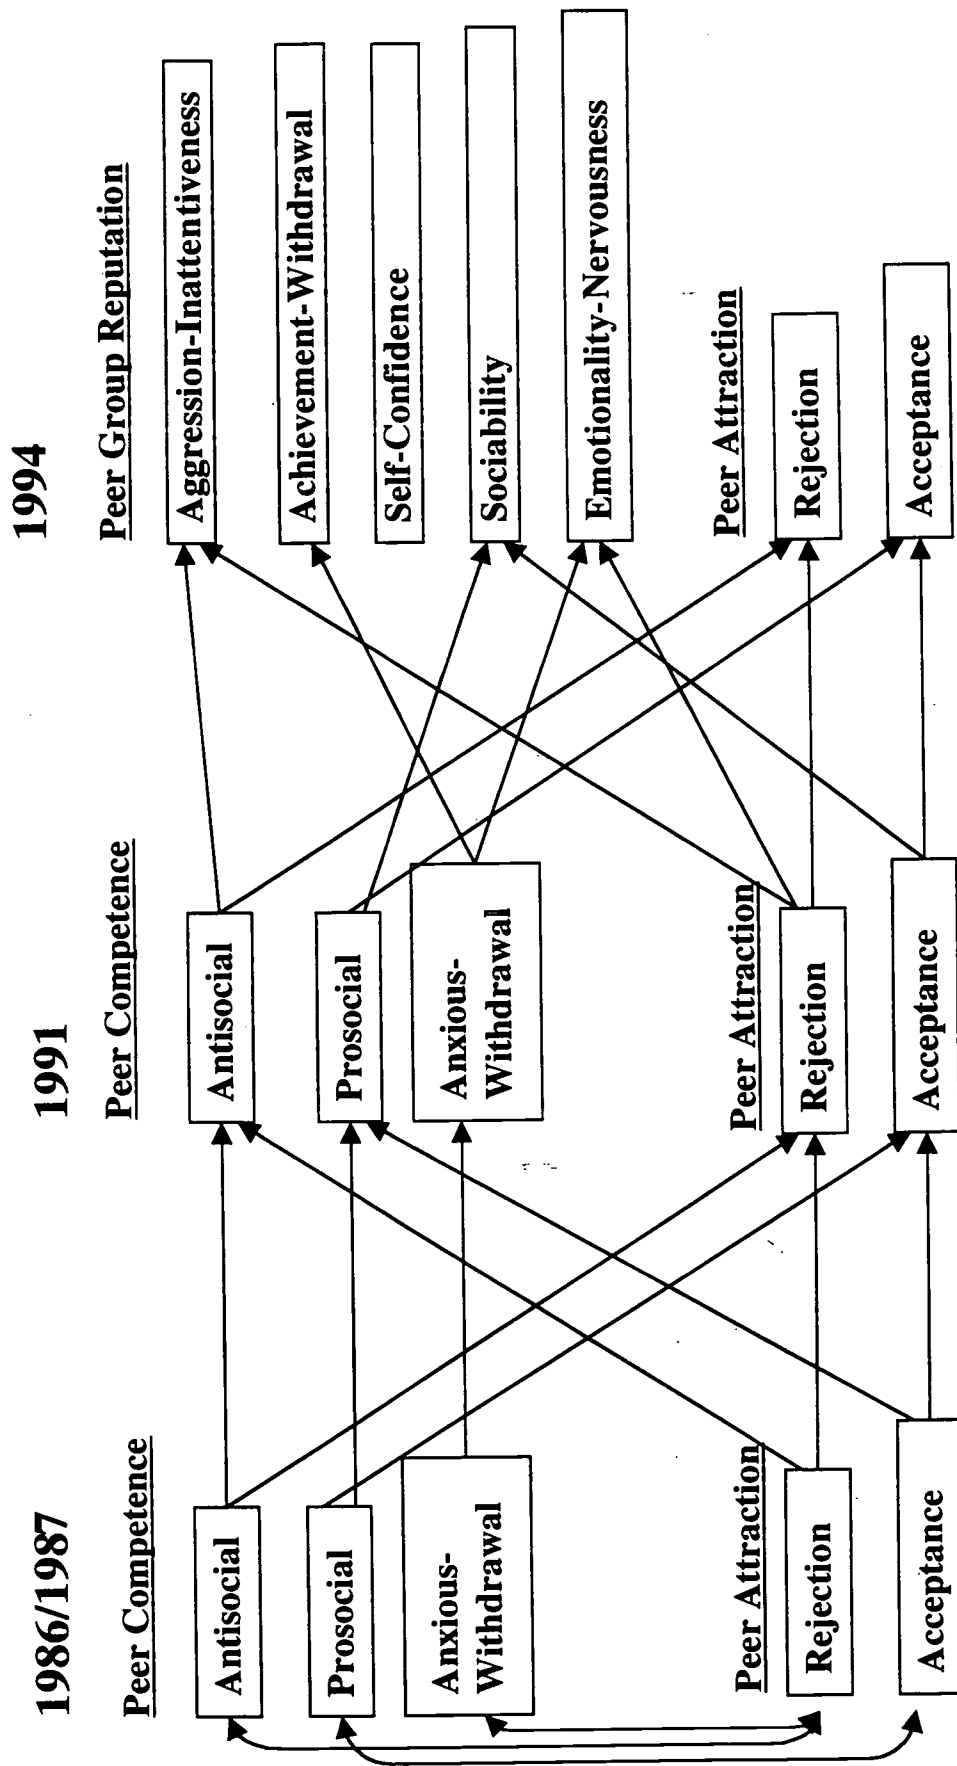 1986/1987
Peer Competence
Antisocial
Prosocial
Anxious-
Withdrawal
Peer Attraction
Rejection
Acceptance
1991
Peer Competence
Antisocial
Prosocial
Anxious-
Withdrawal
Peer Attraction
Rejection
Acceptance
1994
Peer Group Reputation
Aggression-Inattentiveness
Achievement-Withdrawal
Self-Confidence
Sociability
Emotionality-Nervousness
Peer Attraction
Rejection
Acceptance